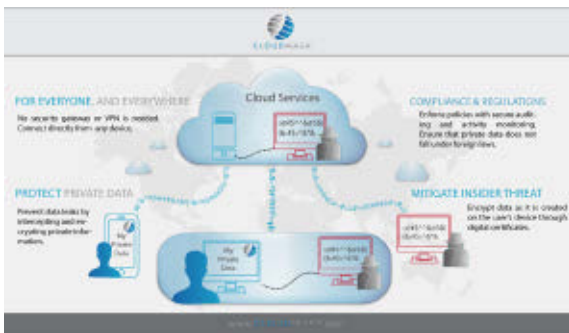 CLOUDMASK
FOR EVERYONE, AND EVERYWHERE
No security gateway or VPN is needed.
Connect directly from any device.
Cloud Services
COMPLIANCE & REGULATIONS
Enforce policies with secure audit-
ing and activity monitoring.
Ensure that private data does not
fall under foreign laws.
PROTECT PRIVATE DATA
Prevent data leaks by
intercepting and en-
crypting private infor-
mation.
My
Private
Data
MITIGATE INSIDER THREAT
Encrypt data as it is created
on the user's device through
digital certificates.
My
Private
Data